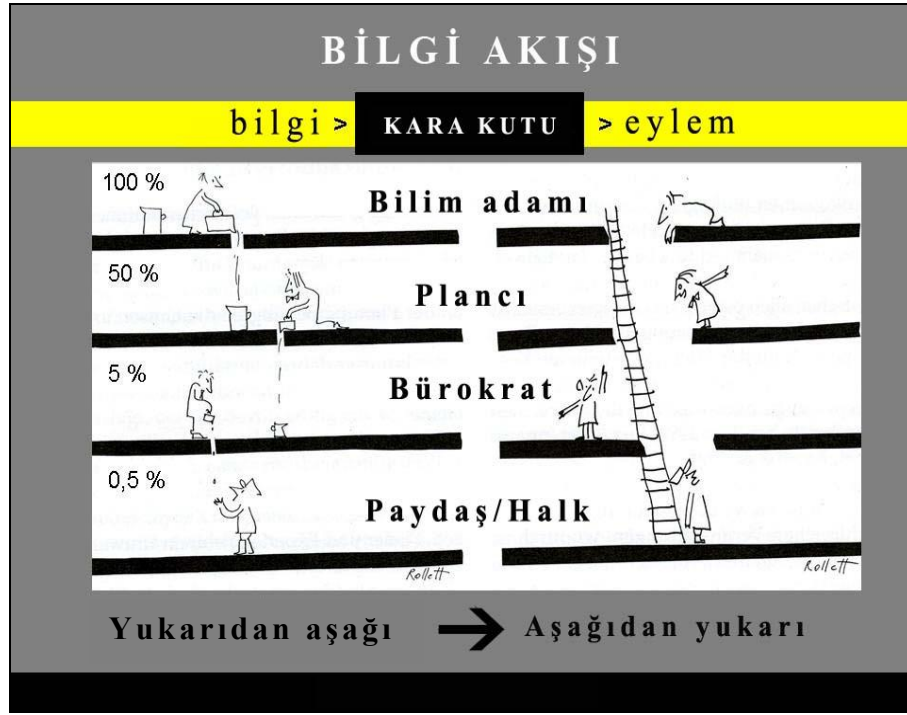 BİLGİ AKIŞI
bilgi > KARA KUTU > eylem
100 %
Bilim adamı
50 %
Plancı
5 %
Bürokrat
0,5 %
Paydaş/Halk
Rollett
Rollett
Yukarıdan aşağı → Aşağıdan yukarı